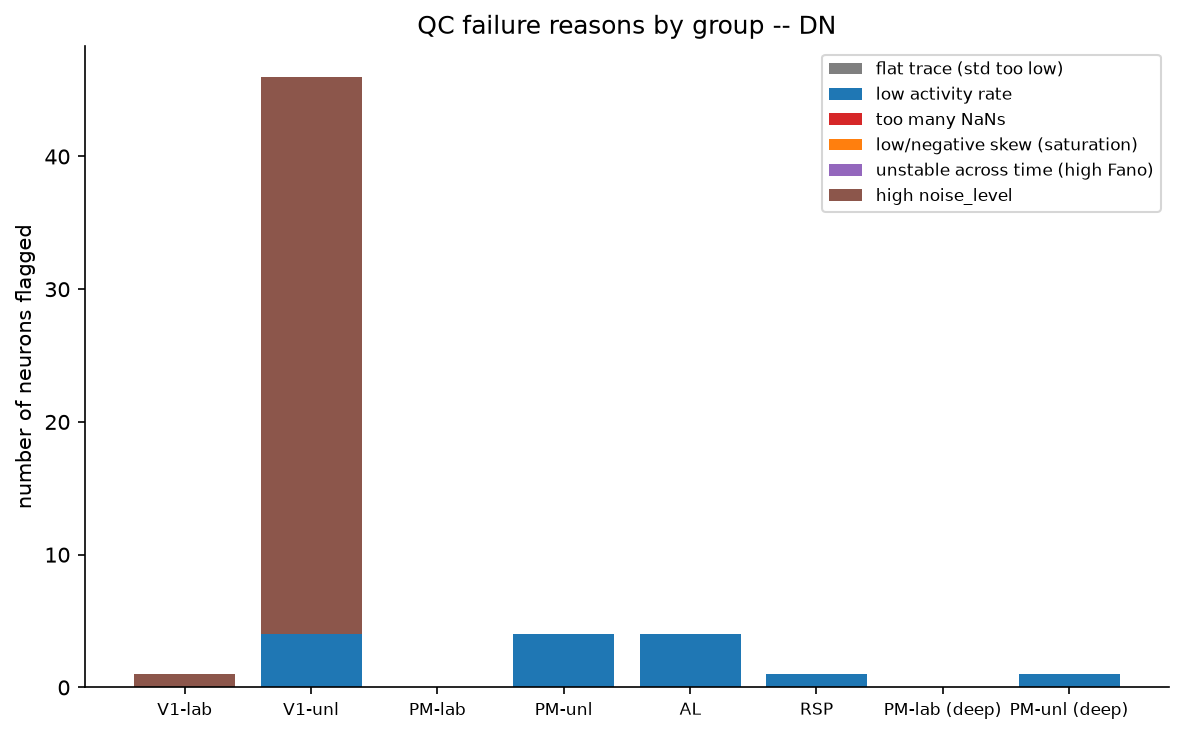 QC failure reasons by group -- DN
flat trace (std too low)
low activity rate
too many NaNs
low/negative skew (saturation)
unstable across time (high Fano)
high noise_level
number of neurons flagged
40
30
20
10
0
V1-lab V1-unl PM-lab PM-unl AL RSP PM-lab (deep) PM-unl (deep)